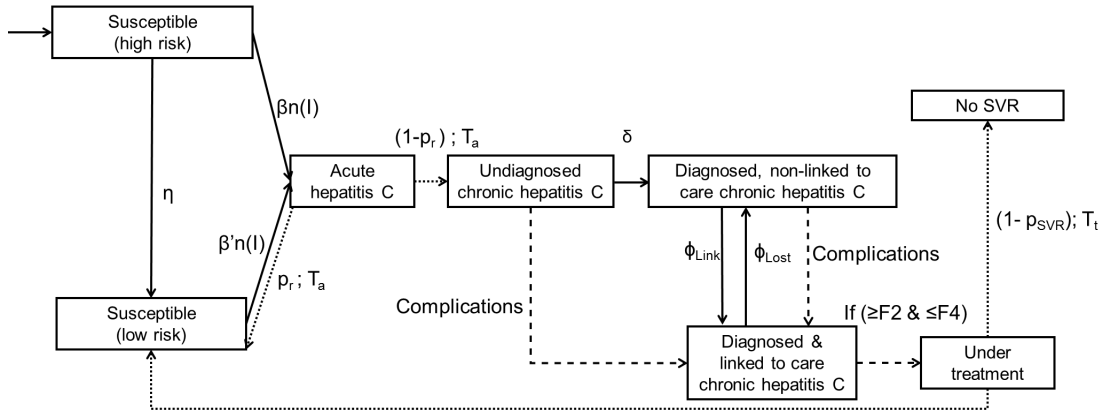 Susceptible
(high risk)
βn(I)
No SVR
(1-pr) ; Ta
δ
Acute
hepatitis C
Undiagnosed
chronic hepatitis C
Diagnosed, non-linked to
care chronic hepatitis C
η
(1- pSVR); Tt
β’n(I)
pr ; Ta
ϕLink
ϕLost
Complications
Complications
If (≥F2 & ≤F4)
Susceptible
(low risk)
Diagnosed &
linked to care
chronic hepatitis C
Under
treatment